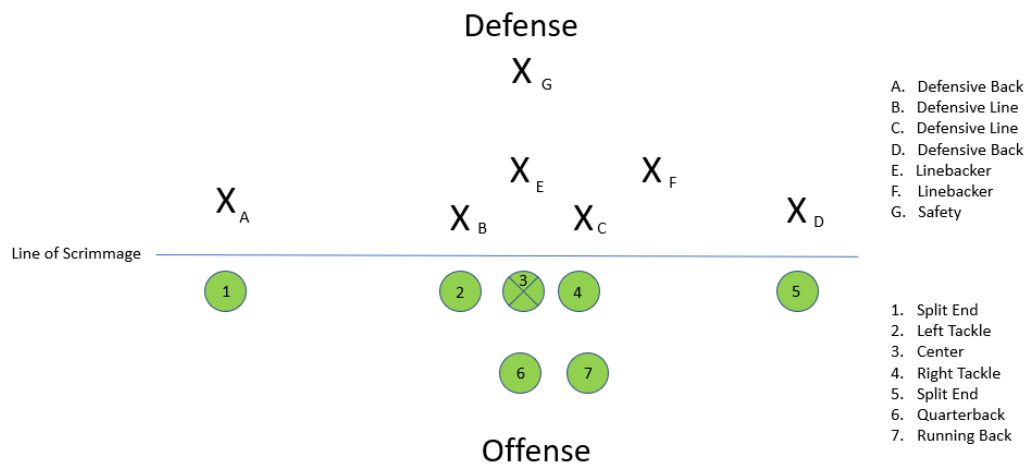 Defense
X G
X E
X F
X A
X B
X C
X D
Line of Scrimmage
1
2
3
4
5
6
7
Offense
A. Defensive Back
B. Defensive Line
C. Defensive Line
D. Defensive Back
E. Linebacker
F. Linebacker
G. Safety
1. Split End
2. Left Tackle
3. Center
4. Right Tackle
5. Split End
6. Quarterback
7. Running Back